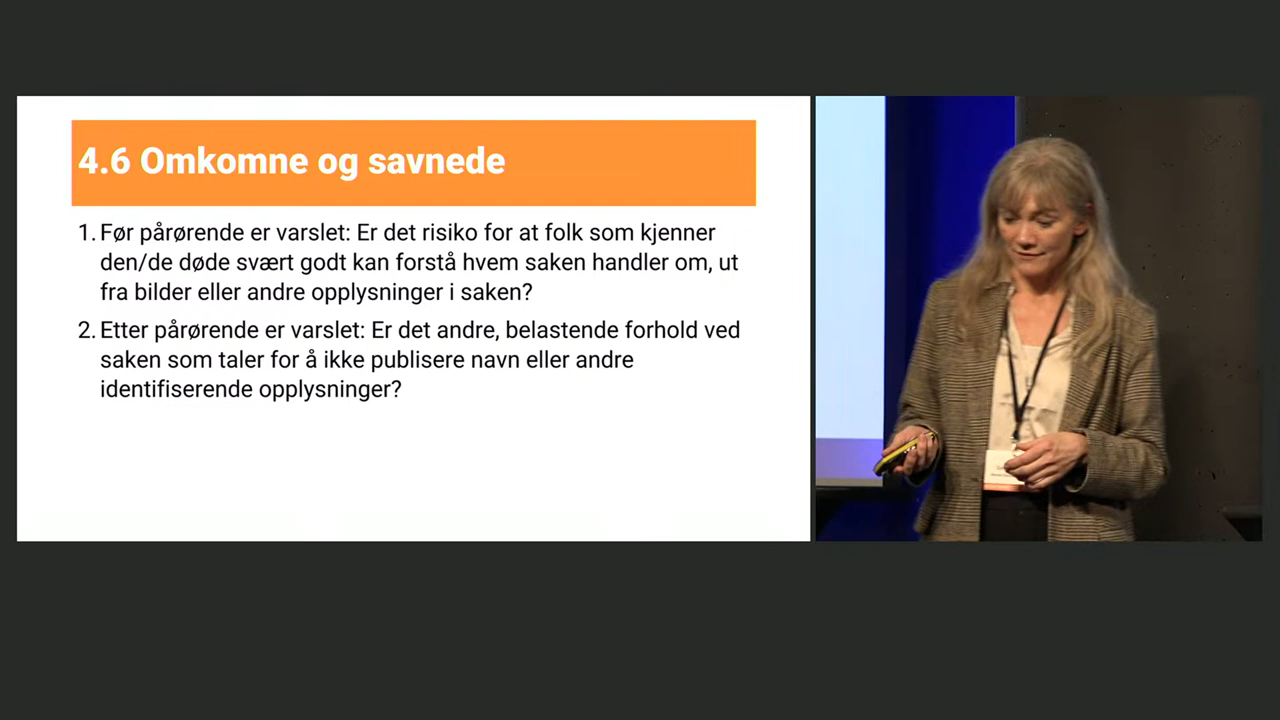 4.6 Omkomne og savnede
1. Før pårørende er varslet: Er det risiko for at folk som kjenner
den/de døde svært godt kan forstå hvem saken handler om, ut
fra bilder eller andre opplysninger i saken?
2. Etter pårørende er varslet: Er det andre, belastende forhold ved
saken som taler for å ikke publisere navn eller andre
identifiserende opplysninger?